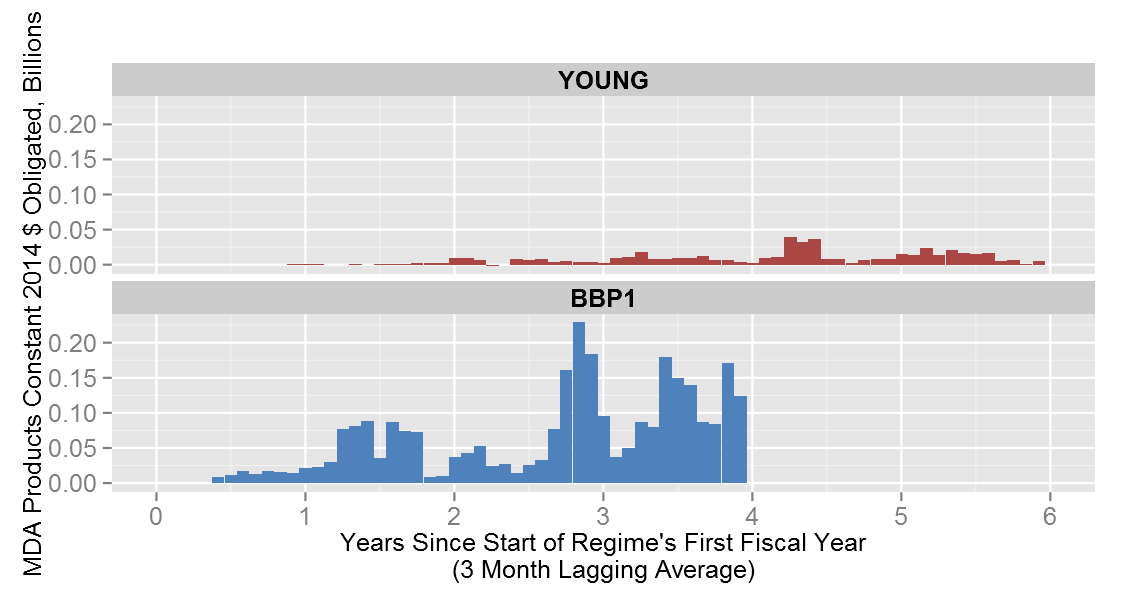 MDA Products Constant 2014 $ Obligated, Billions
YOUNG
0.20
0.15
0.10
0.05
0.00
BBP1
0.20
0.15
0.10
0.05
0.00
0 1 2 3 4 5 6
Years Since Start of Regime's First Fiscal Year
(3 Month Lagging Average)